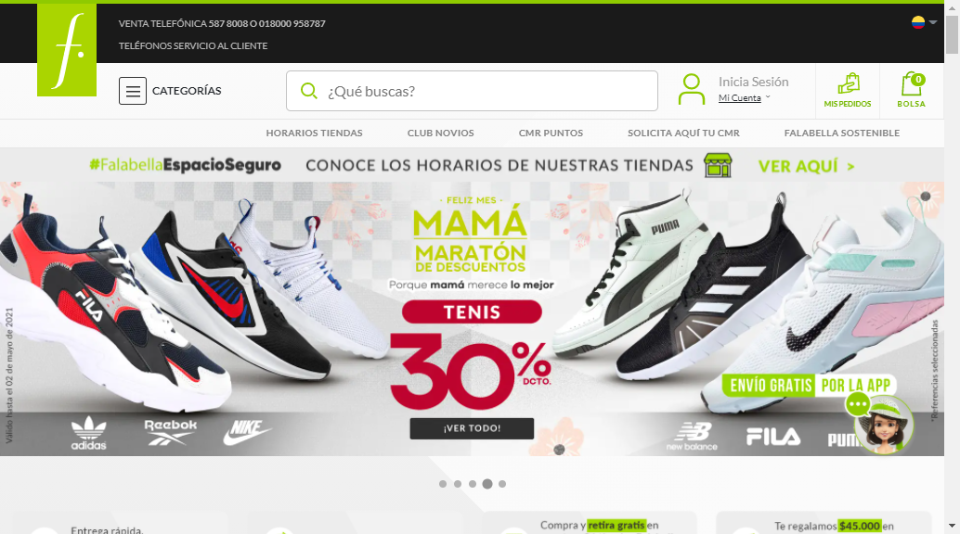 f.
VENTA TELEFÓNICA 587 8008 O 018000 958787
TELÉFONOS SERVICIO AL CLIENTE
CATEGORÍAS
¿Qué buscas?
Inicia Sesión
Mi Cuenta
MIS PEDIDOS
0
BOLSA
HORARIOS TIENDAS
CLUB NOVIOS
CMR PUNTOS
SOLICITA AQUÍ TU CMR
FALABELLA SOSTENIBLE
#FalabellaEspacioSeguro CONOCE LOS HORARIOS DE NUESTRAS TIENDAS VER AQUÍ >
- FELIZ MES -
MAMÁ
MARATÓN
DE DESCUENTOS
Porque mamá merece lo mejor
TENIS
30%
DCTO.
¡VER TODO!
FILA
PUMA
Válido hasta el 02 de mayo de 2021
*Referencias seleccionadas
ENVÍO GRATIS POR LA APP
adidas
Reebok
NIKE
new balance
FILA
Entrega rápida.
Compra y retira gratis en
Te regalamos $45.000 en